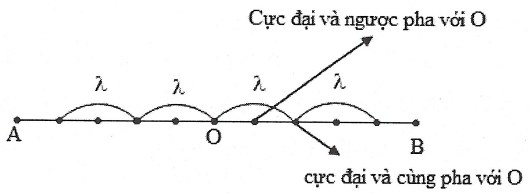 Cực đại và ngược pha với O
λ λ λ λ
A O B
cực đại và cùng pha với O